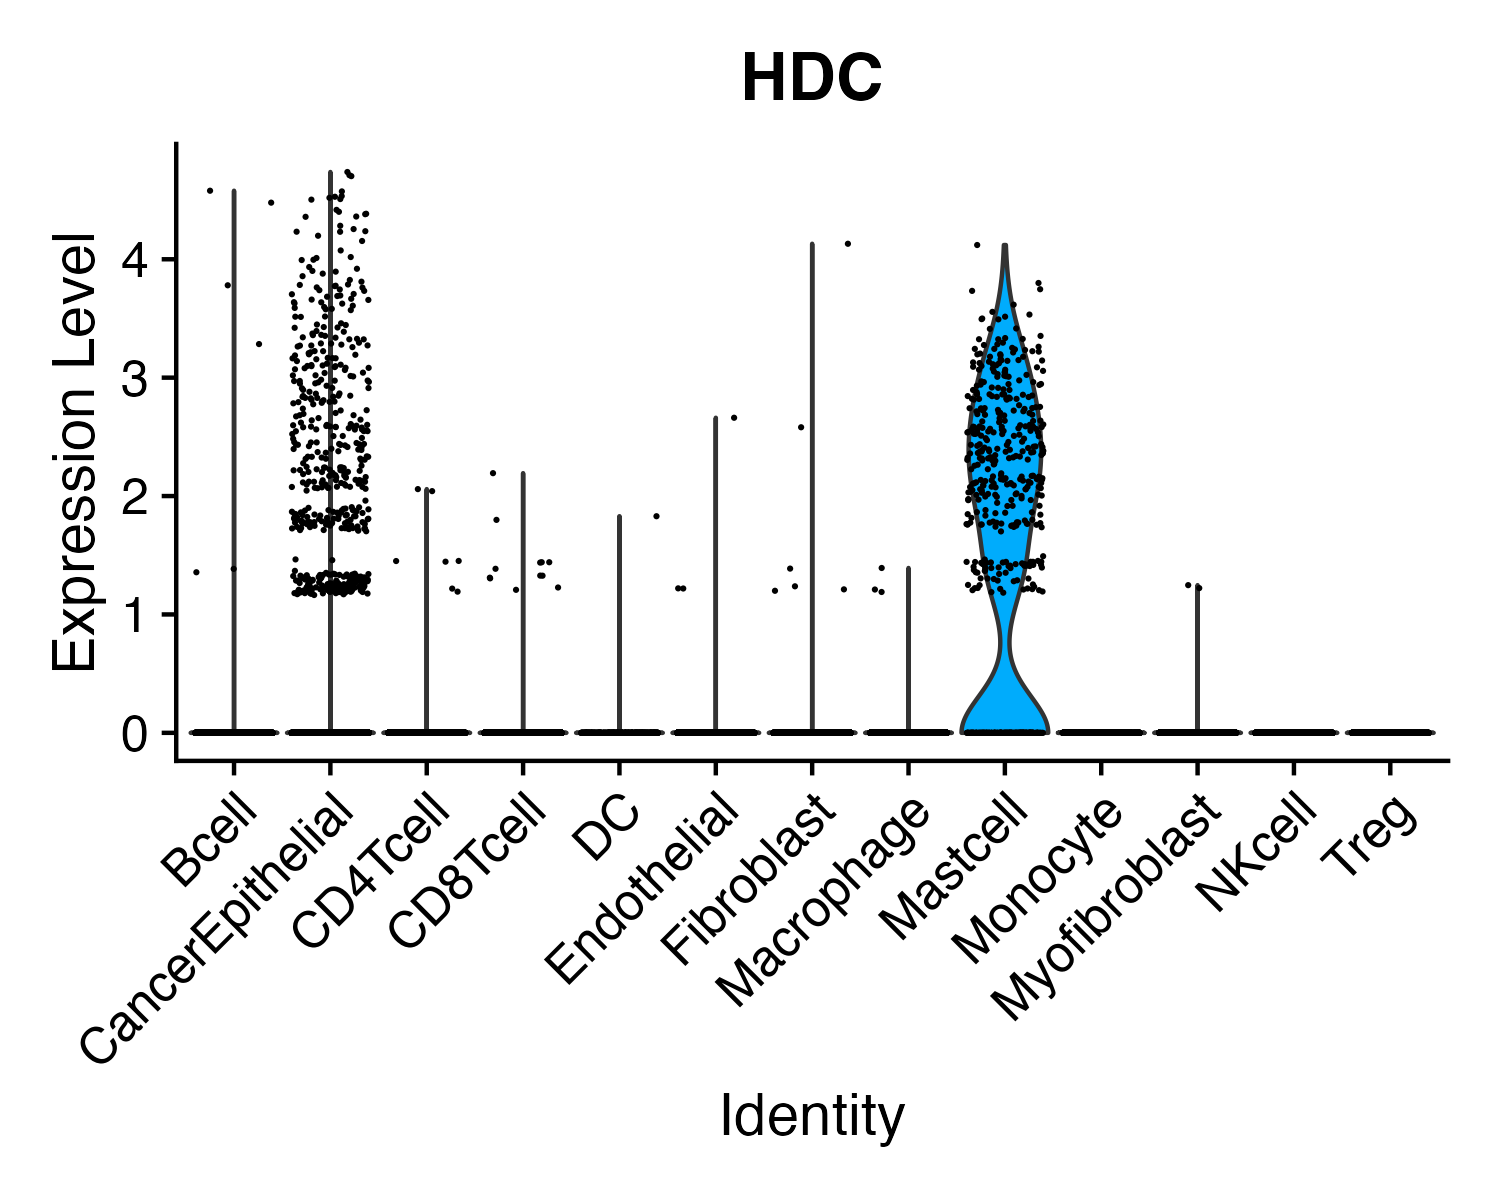 HDC
Expression Level
4
3
2
1
0
Bcell
CancerEpithelial
CD4Tcell
CD8Tcell
DC
Endothelial
Fibroblast
Macrophage
Mastcell
Monocyte
Myofibroblast
NKcell
Treg
Identity